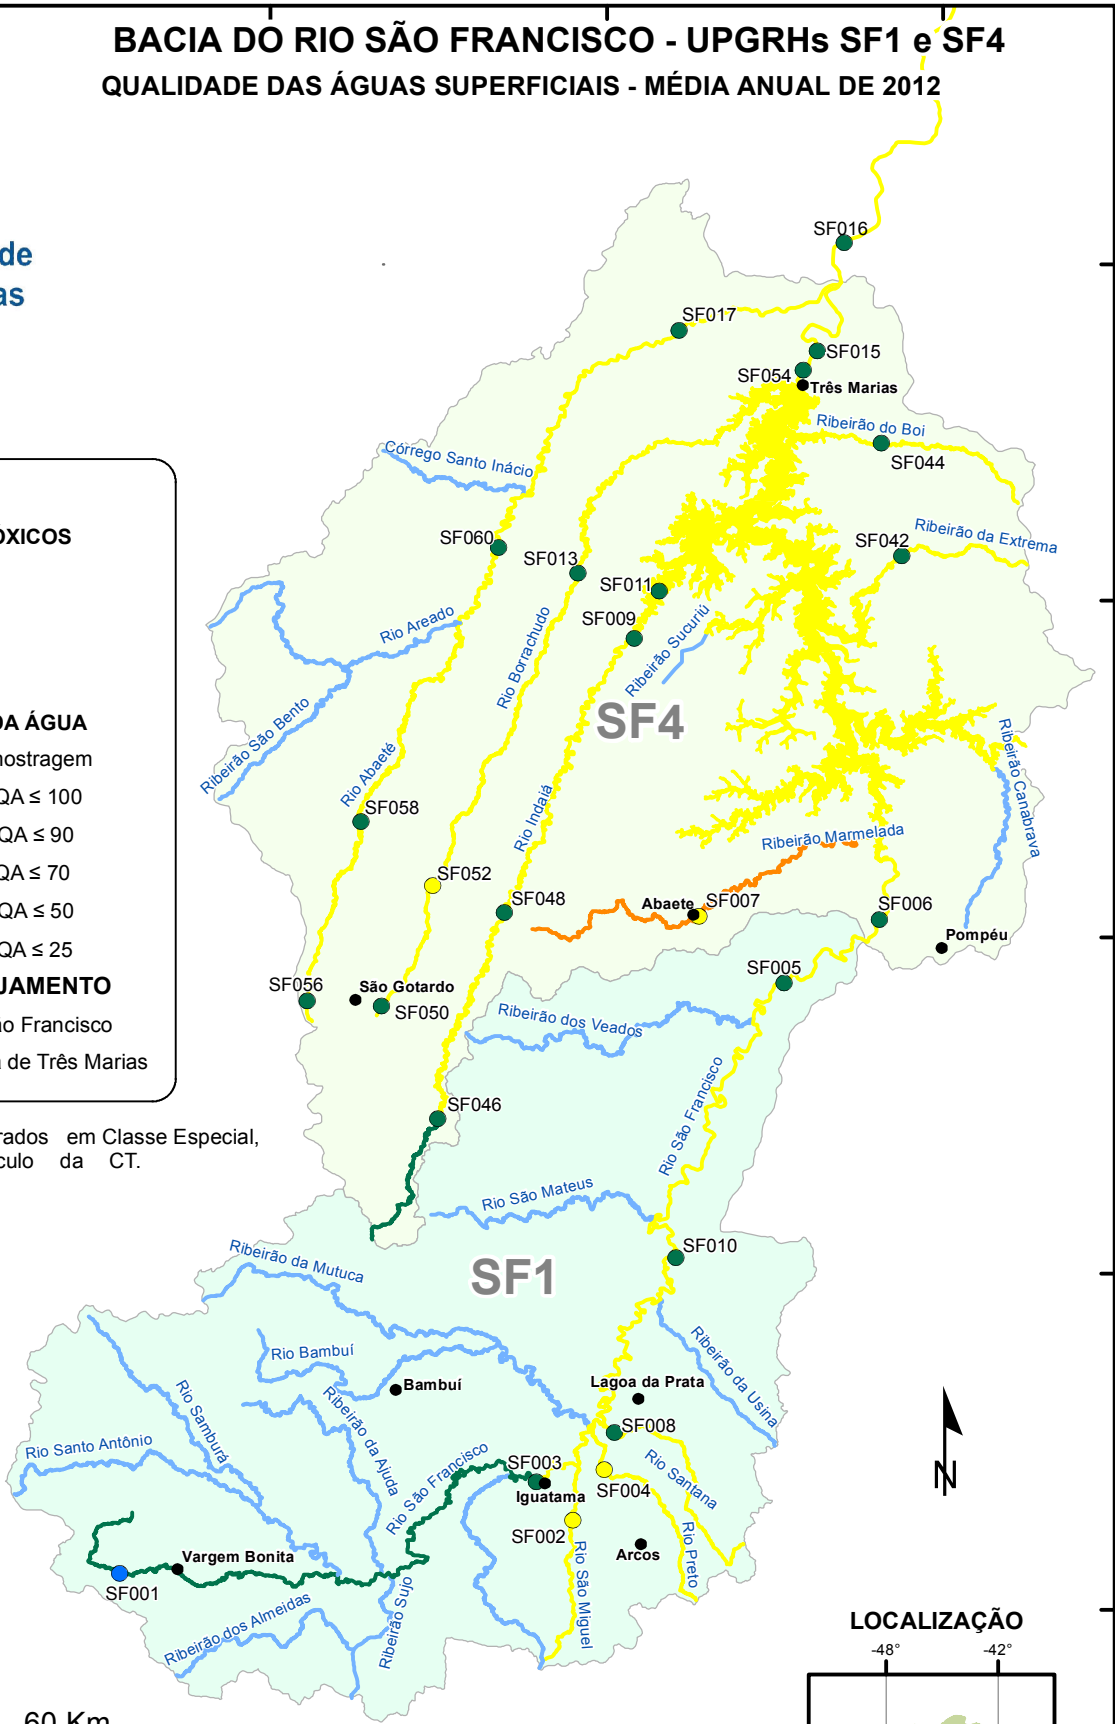 BACIA DO RIO SÃO FRANCISCO - UPGRHs SF1 e SF4
QUALIDADE DAS ÁGUAS SUPERFICIAIS - MÉDIA ANUAL DE 2012
de
as
SF016
SF017
SF015
SF054
Três Marias
Ribeirão do Boi
SF044
Córrego Santo Inácio
SF060
SF013
SF011
SF042
Ribeirão da Extrema
SF009
Rio Areado
Rio Borrachudo
Ribeirão Sucuriú
SF4
Ribeirão São Bento
Rio Abaeté
Rio Indaiá
Ribeirão Canabrava
SF058
Ribeirão Marmelada
SF052
SF048
Abaete
SF007
SF006
Pompéu
SF005
SF056
São Gotardo
SF050
Ribeirão dos Veados
SF046
Rio São Francisco
Rio São Mateus
SF010
SF1
Ribeirão da Mutuca
Rio Bambuí
Bambuí
Lagoa da Prata
Ribeirão da Usina
Rio Samburá
Ribeirão da Ajuda
Rio Santo Antônio
Rio São Francisco
SF003
Iguatama
SF008
SF004
Rio Santana
SF002
Arcos
Rio Preto
Rio São Miguel
Vargem Bonita
SF001
Ribeirão dos Almeidas
Ribeirão Sujo
OXICOS
DA ÁGUA
mostragem
QA ≤ 100
QA ≤ 90
QA ≤ 70
QA ≤ 50
QA ≤ 25
JAMENTO
ão Francisco
a de Três Marias
rados em Classe Especial,
culo da CT.
N
LOCALIZAÇÃO
-48° -42°
60 Km